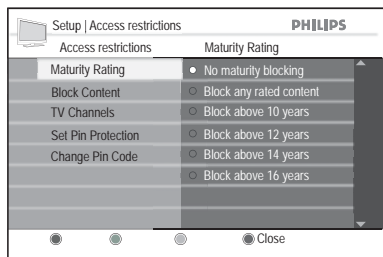 Setup | Access restrictions PHILIPS
Access restrictions Maturity Rating
Maturity Rating No maturity blocking
Block Content Block any rated content
TV Channels Block above 10 years
Set Pin Protection Block above 12 years
Change Pin Code Block above 14 years
Block above 16 years
Close